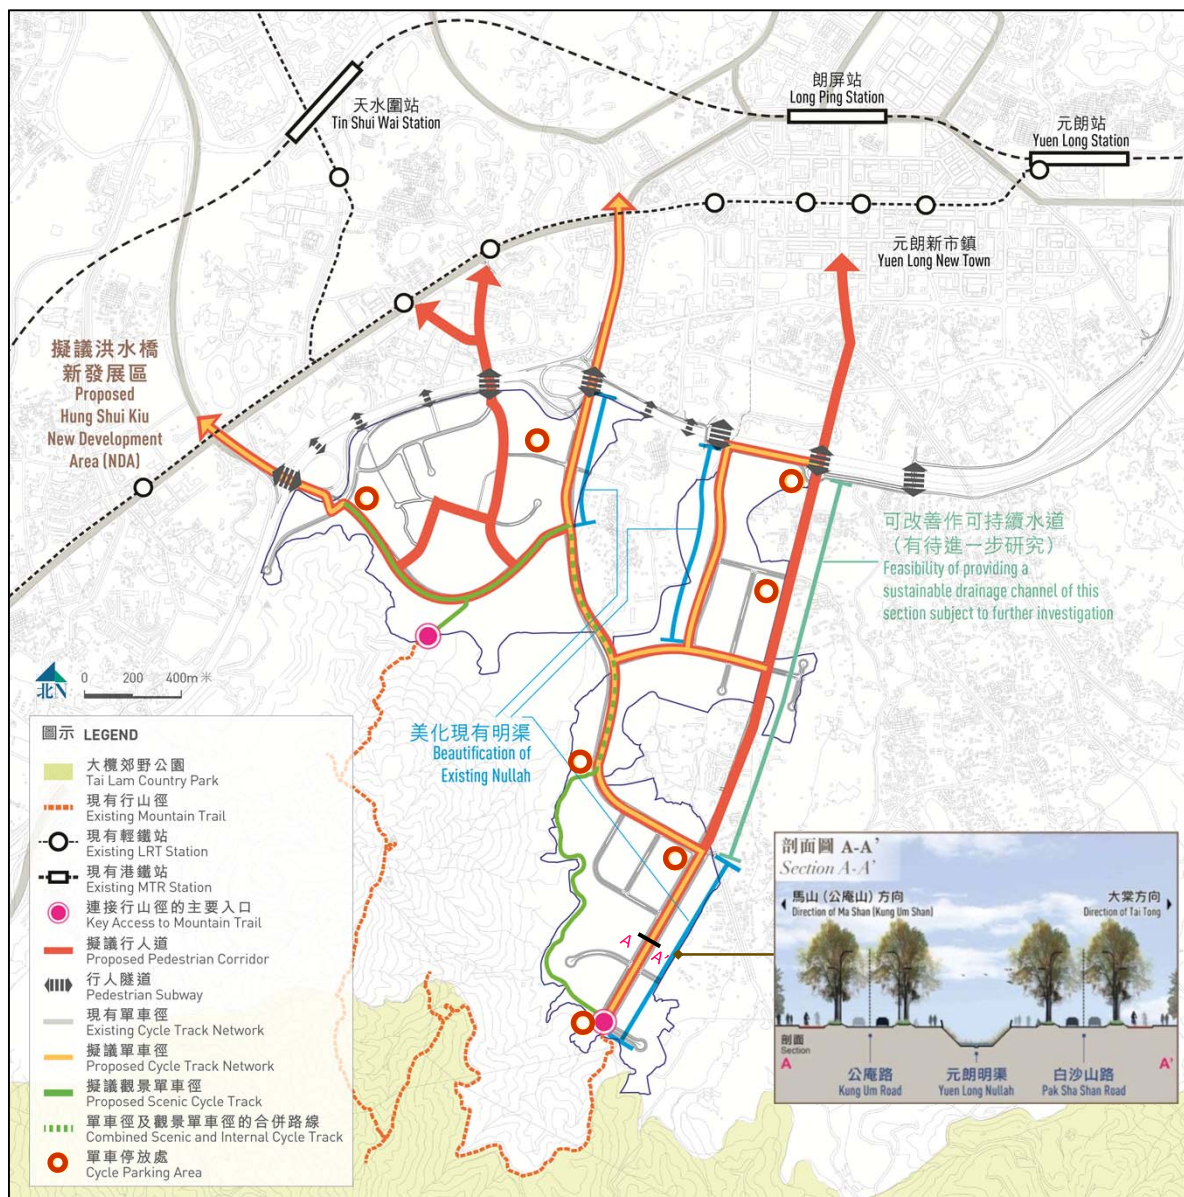 朗屏站
Long Ping Station
天水圍站
Tin Shui Wai Station
元朗站
Yuen Long Station
元朗新市鎮
Yuen Long New Town
擬議洪水橋
新發展區
Proposed
Hung Shui Kiu
New Development
Area (NDA)
可改善作可持續水道
（有待進一步研究）
Feasibility of providing a
sustainable drainage channel of this
section subject to further investigation
北N
0 200 400m 米
美化現有明渠
Beautification of
Existing Nullah
圖示 LEGEND
大欖郊野公園
Tai Lam Country Park
現有行山徑
Existing Mountain Trail
現有輕鐵站
Existing LRT Station
現有港鐵站
Existing MTR Station
連接行山徑的主要入口
Key Access to Mountain Trail
擬議行人道
Proposed Pedestrian Corridor
行人隧道
Pedestrian Subway
現有單車徑
Existing Cycle Track Network
擬議單車徑
Proposed Cycle Track Network
擬議觀景單車徑
Proposed Scenic Cycle Track
單車徑及觀景單車徑的合併路線
Combined Scenic and Internal Cycle Track
單車停放處
Cycle Parking Area
A
A'
剖面圖 A-A'
Section A-A'
馬山 (公庵山) 方向
Direction of Ma Shan (Kung Um Shan)
大棠方向
Direction of Tai Tong
剖面
Section
A
A'
公庵路
Kung Um Road
元朗明渠
Yuen Long Nullah
白沙山路
Pak Sha Shan Road